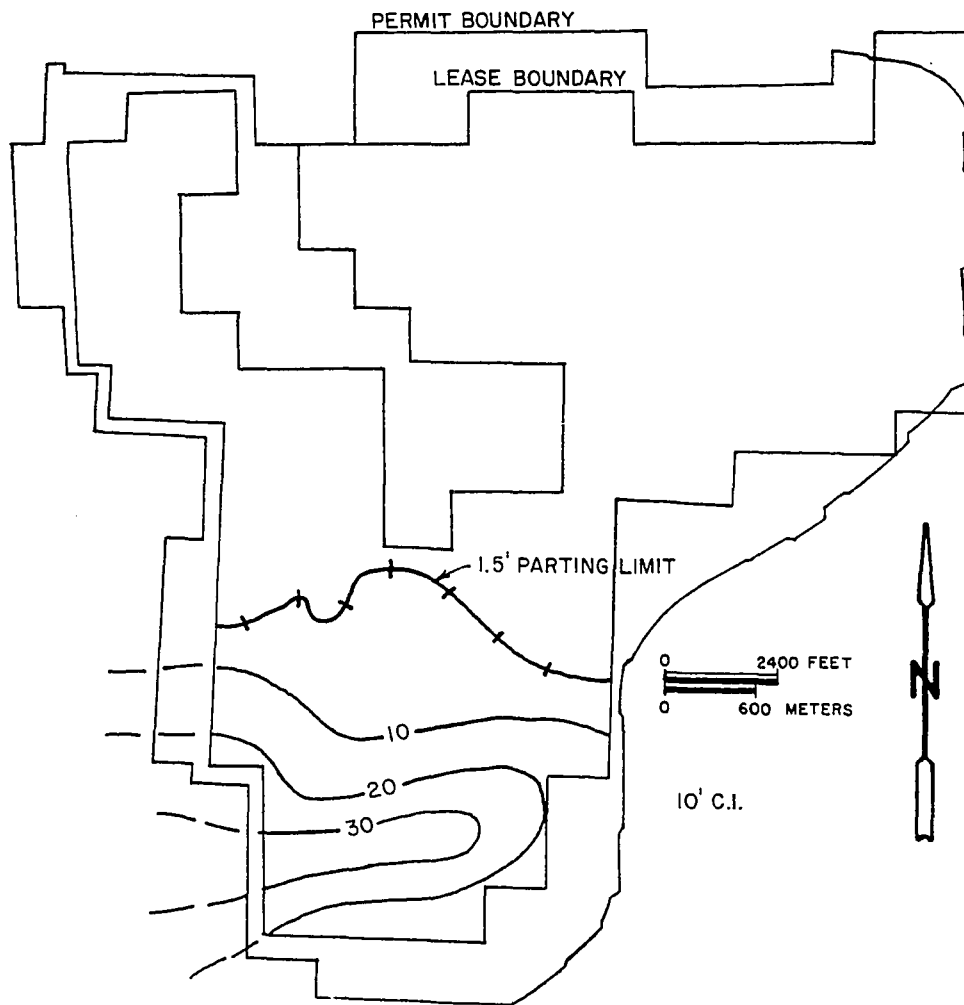 PERMIT BOUNDARY
LEASE BOUNDARY
1.5' PARTING LIMIT
0 2400 FEET
N
0 600 METERS
10
20
10' C.I.
30